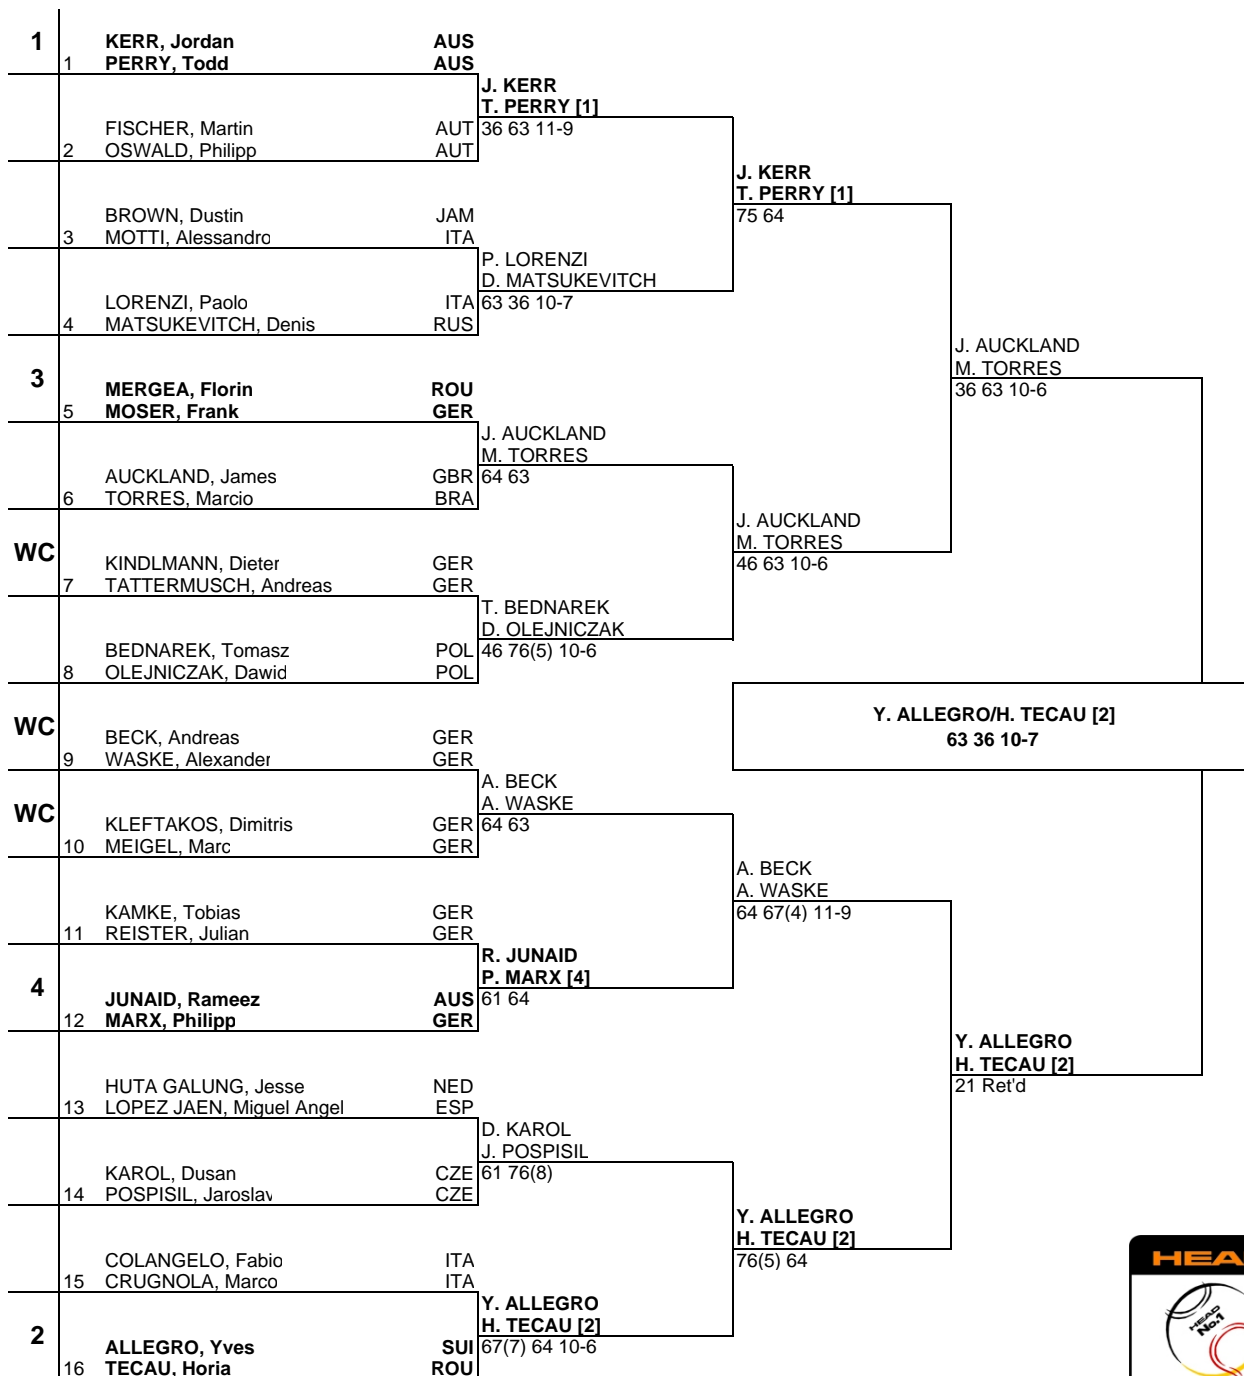 1
KERR, Jordan AUS
1 PERRY, Todd AUS
J. KERR
T. PERRY [1]
FISCHER, Martin AUT 36 63 11-9
2 OSWALD, Philipp AUT
J. KERR
T. PERRY [1]
BROWN, Dustin JAM 75 64
3 MOTTI, Alessandro ITA
P. LORENZI
D. MATSUKEVITCH
LORENZI, Paolo ITA 63 36 10-7
4 MATSUKEVITCH, Denis RUS
J. AUCKLAND
3 M. TORRES
MERGEA, Florin ROU 36 63 10-6
5 MOSER, Frank GER
J. AUCKLAND
M. TORRES
AUCKLAND, James GBR 64 63
6 TORRES, Marcio BRA
J. AUCKLAND
WC M. TORRES
KINDLMANN, Dieter GER 46 63 10-6
7 TATTERMUSCH, Andreas GER
T. BEDNAREK
D. OLEJNICZAK
BEDNAREK, Tomasz POL 46 76(5) 10-6
8 OLEJNICZAK, Dawid POL
Y. ALLEGRO/H. TECAU [2]
WC
BECK, Andreas GER 63 36 10-7
9 WASKE, Alexander GER
A. BECK
WC A. WASKE
KLEFTAKOS, Dimitris GER 64 63
10 MEIGEL, Marc GER
A. BECK
A. WASKE
KAMKE, Tobias GER 64 67(4) 11-9
11 REISTER, Julian GER
R. JUNAID
4 P. MARX [4]
JUNAID, Rameez AUS 61 64
12 MARX, Philipp GER
Y. ALLEGRO
H. TECAU [2]
HUTA GALUNG, Jesse NED 21 Ret'd
13 LOPEZ JAEN, Miguel Angel ESP
D. KAROL
J. POSPISIL
KAROL, Dusan CZE 61 76(8)
14 POSPISIL, Jaroslav CZE
Y. ALLEGRO
H. TECAU [2]
COLANGELO, Fabio ITA 76(5) 64
15 CRUGNOLA, Marco ITA
Y. ALLEGRO
2 H. TECAU [2]
ALLEGRO, Yves SUI 67(7) 64 10-6
16 TECAU, Horia ROU
HEA
HEAD
No.1